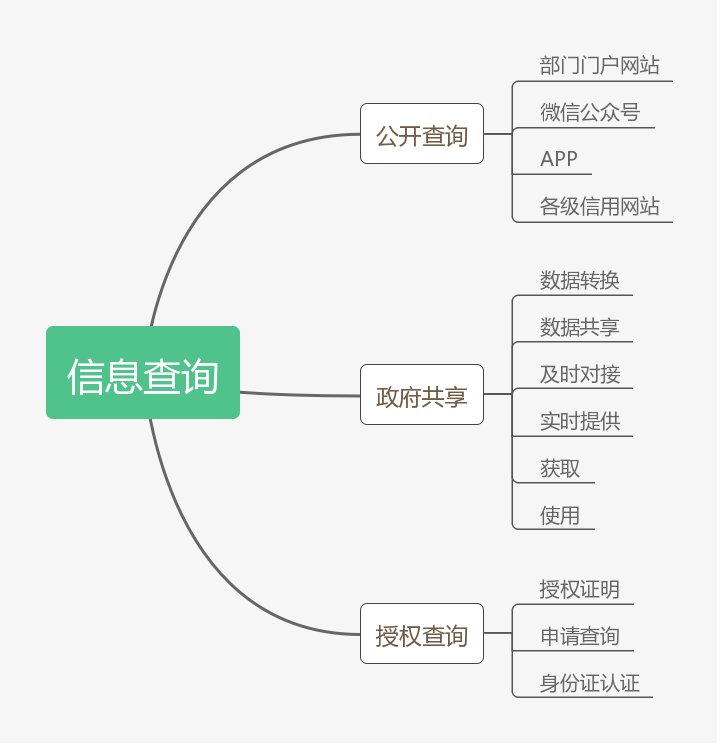 信息查询
公开查询
部门门户网站
微信公众号
APP
各级信用网站
政府共享
数据转换
数据共享
及时对接
实时提供
获取
使用
授权查询
授权证明
申请查询
身份证认证